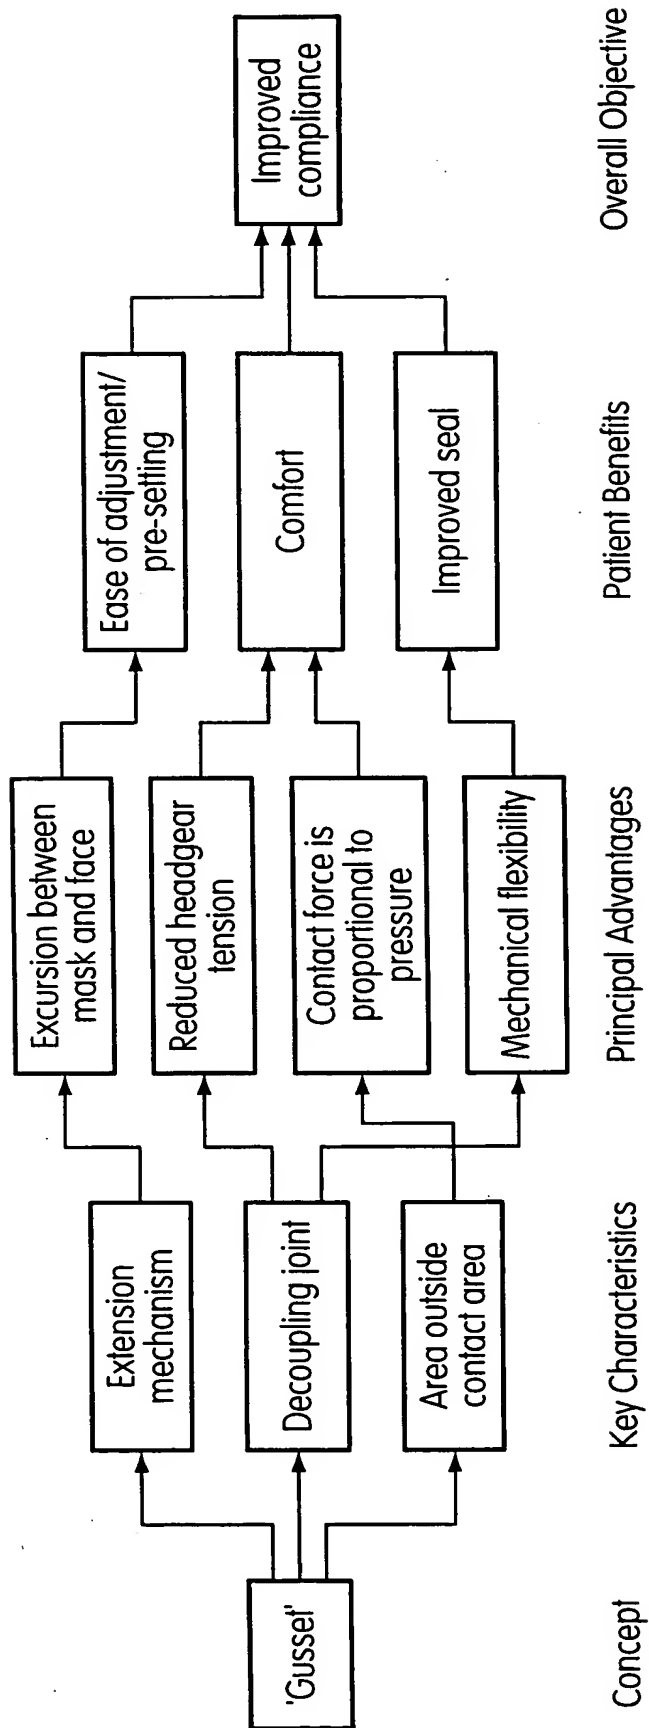 'Gusset'
Extension
mechanism
Decoupling joint
Area outside
contact area
Excursion between
mask and face
Reduced headgear
tension
Contact force is
proportional to
pressure
Mechanical flexibility
Ease of adjustment/
pre-setting
Comfort
Improved seal
Improved
compliance
Concept
Key Characteristics
Principal Advantages
Patient Benefits
Overall Objective